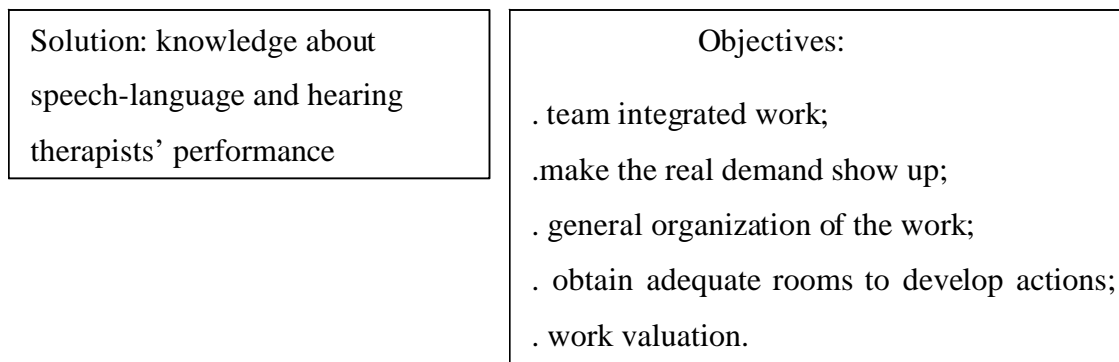 Solution: knowledge about
speech-language and hearing
therapists’ performance
Objectives:
. team integrated work;
.make the real demand show up;
. general organization of the work;
. obtain adequate rooms to develop actions;
. work valuation.